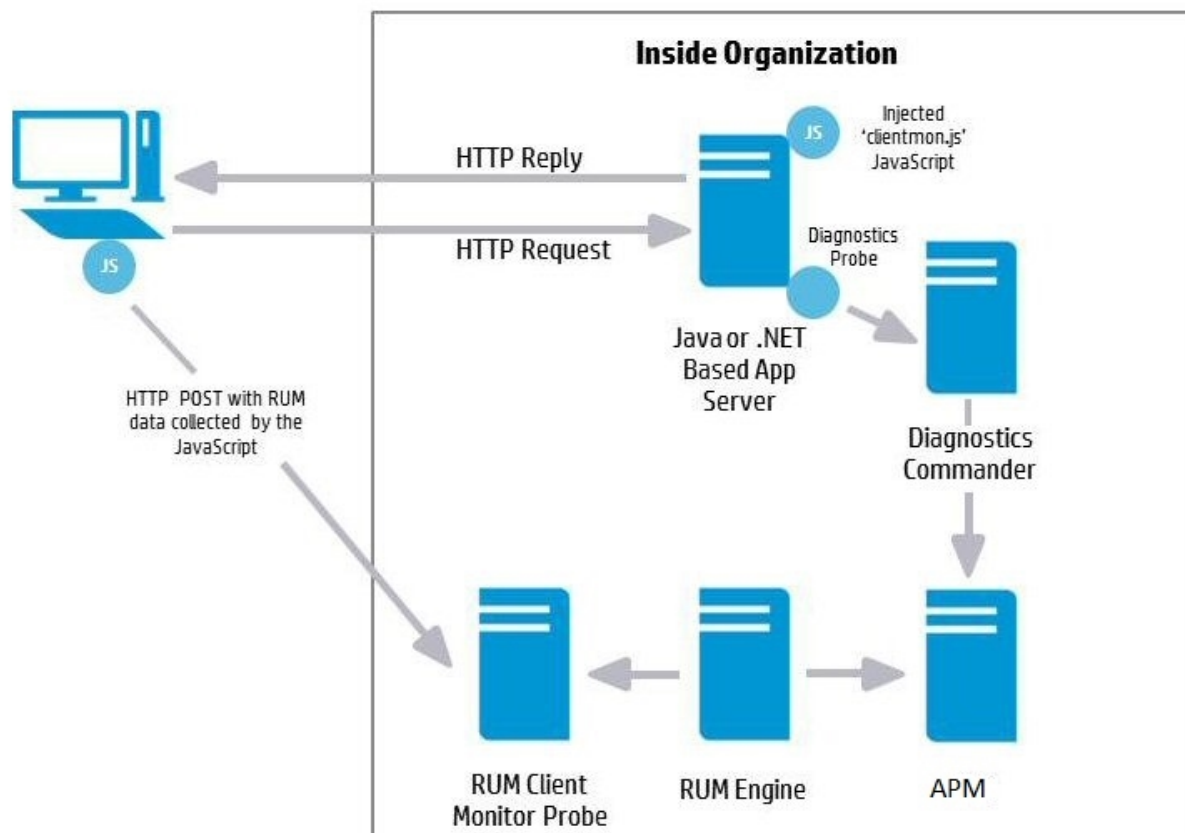 Inside Organization
JS
Injected
‘clientmon.js’
JavaScript
HTTP Reply
HTTP Request
Diagnostics
Probe
JS
Java or .NET
Based App
Server
HTTP POST with RUM
data collected by the
JavaScript
Diagnostics
Commander
RUM Client
Monitor Probe
RUM Engine
APM